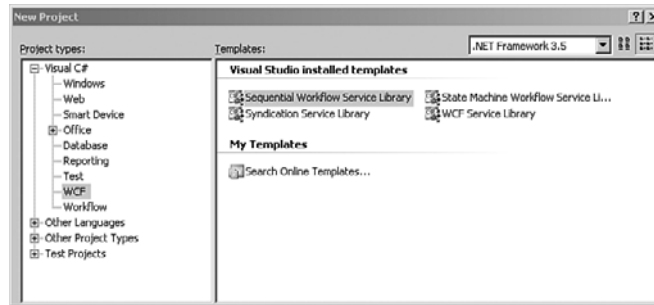 New Project
Project types:
Templates:
.NET Framework 3.5
Visual C#
Windows
Web
Smart Device
Office
Database
Reporting
Test
WCF
Workflow
Other Languages
Other Project Types
Test Projects
Visual Studio installed templates
Sequential Workflow Service Library
State Machine Workflow Service Li...
Syndication Service Library
WCF Service Library
My Templates
Search Online Templates...